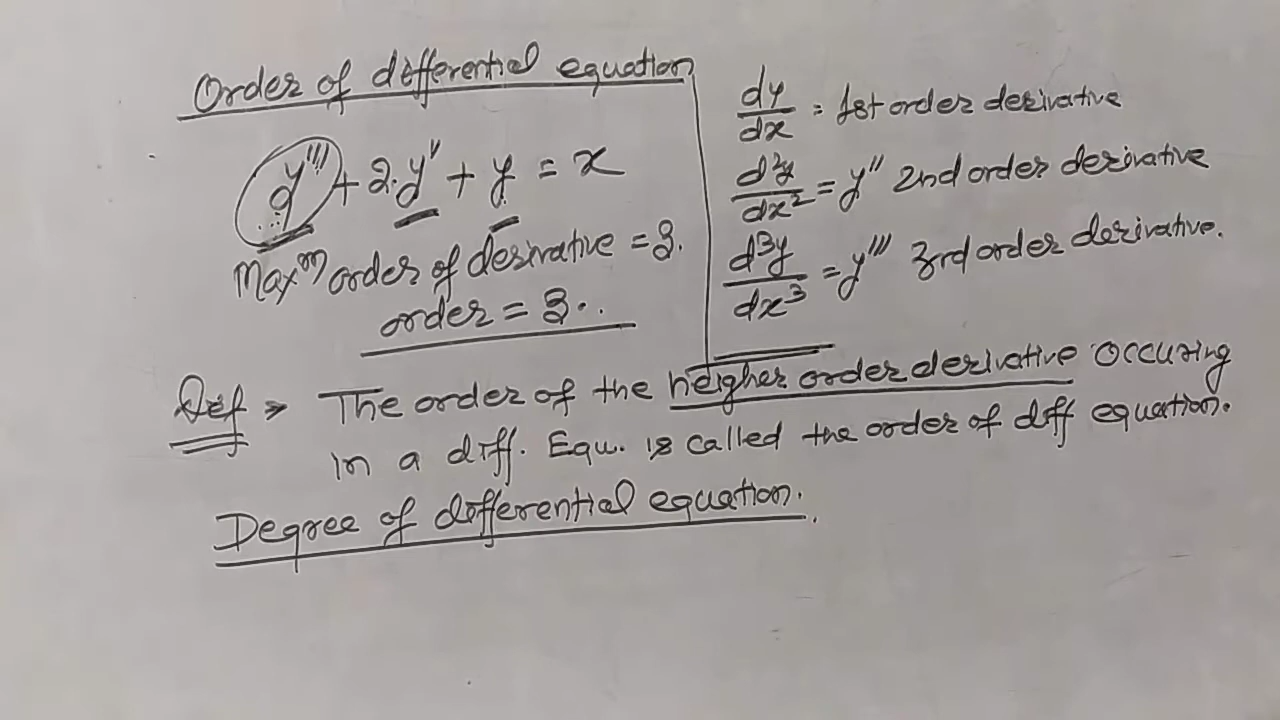 Order of differential equation
y''' + 2.y' + y = x
Max^m order of derivative = 3.
order = 3..
dy/dx = 1st order derivative
d²y/dx² = y'' 2nd order derivative
d³y/dx³ = y''' 3rd order derivative.
Def → The order of the heigher order derivative occuring
in a diff. Equ. is called the order of diff equation.
Degree of differential equation.